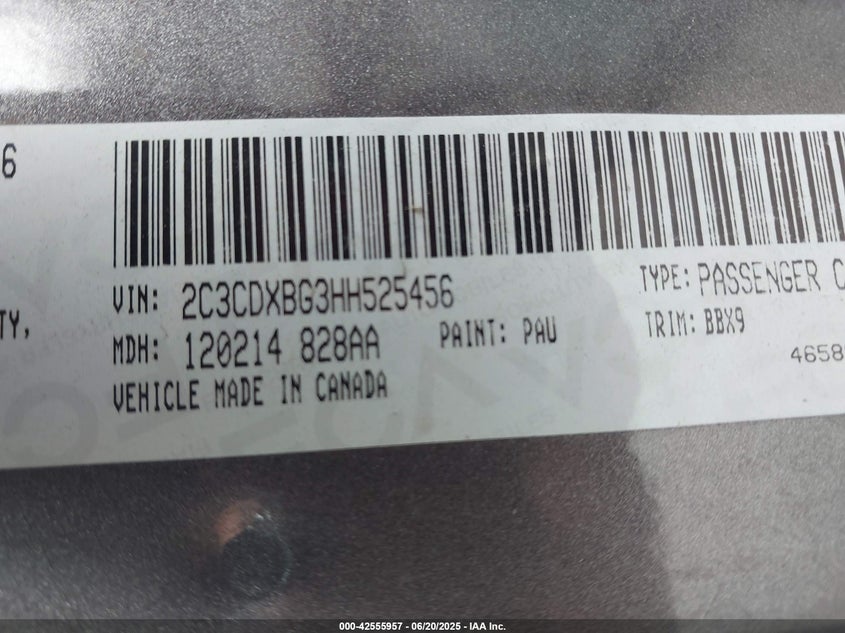 6
TY,
VIN: 2C3CDXBG3HH525456
TYPE: PASSENGER C
MDH: 120214 828AA
PAINT: PAU
TRIM: BBX9
4658
VEHICLE MADE IN CANADA
000-42555957 - 06/20/2025 - IAA Inc.